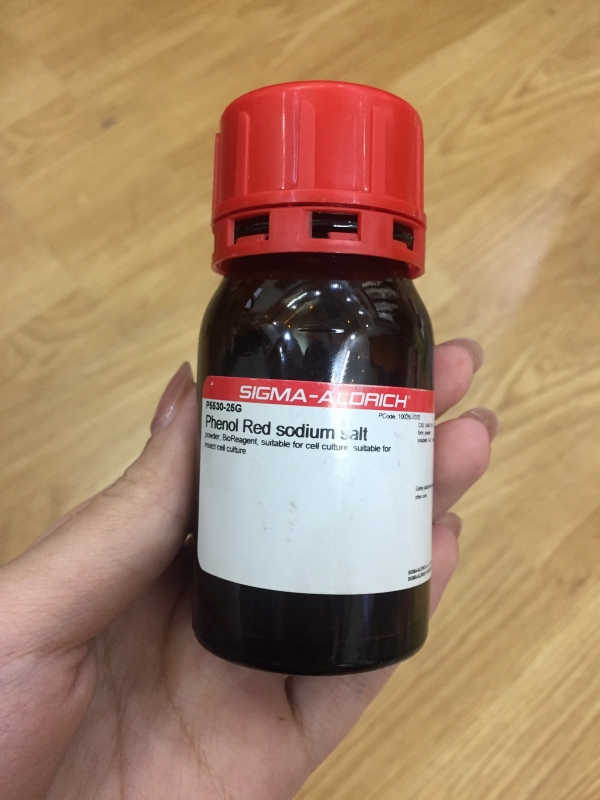 SIGMA-ALDRICH®
P5530-25G
PCode.
Phenol Red sodium salt
powder, BioReagent, suitable for cell culture, suitable for
insect cell culture